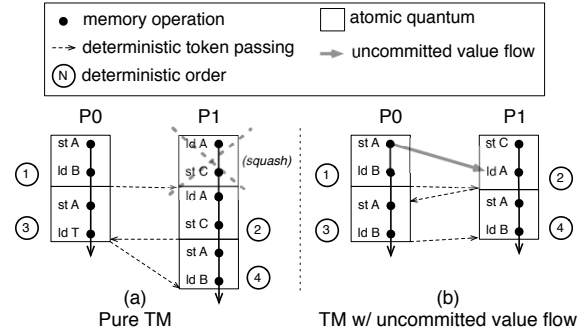 memory operation
atomic quantum
deterministic token passing
uncommitted value flow
N deterministic order
P0 P1 P0 P1
st A
ld B
1
st A
ld T
3
ld A
st C
(squash)
ld A
st C
2
st A
ld B
4
st A
ld B
1
st A
ld B
3
st C
ld A
2
st A
ld B
4
(a) (b)
Pure TM TM w/ uncommitted value flow